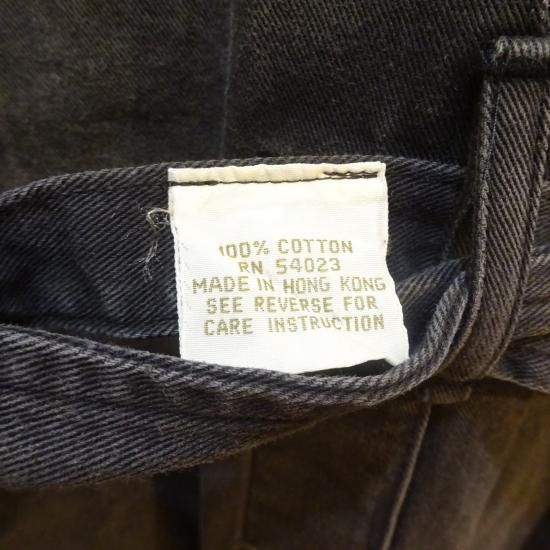 100% COTTON
RN 54023
MADE IN HONG KONG
SEE REVERSE FOR
CARE INSTRUCTION